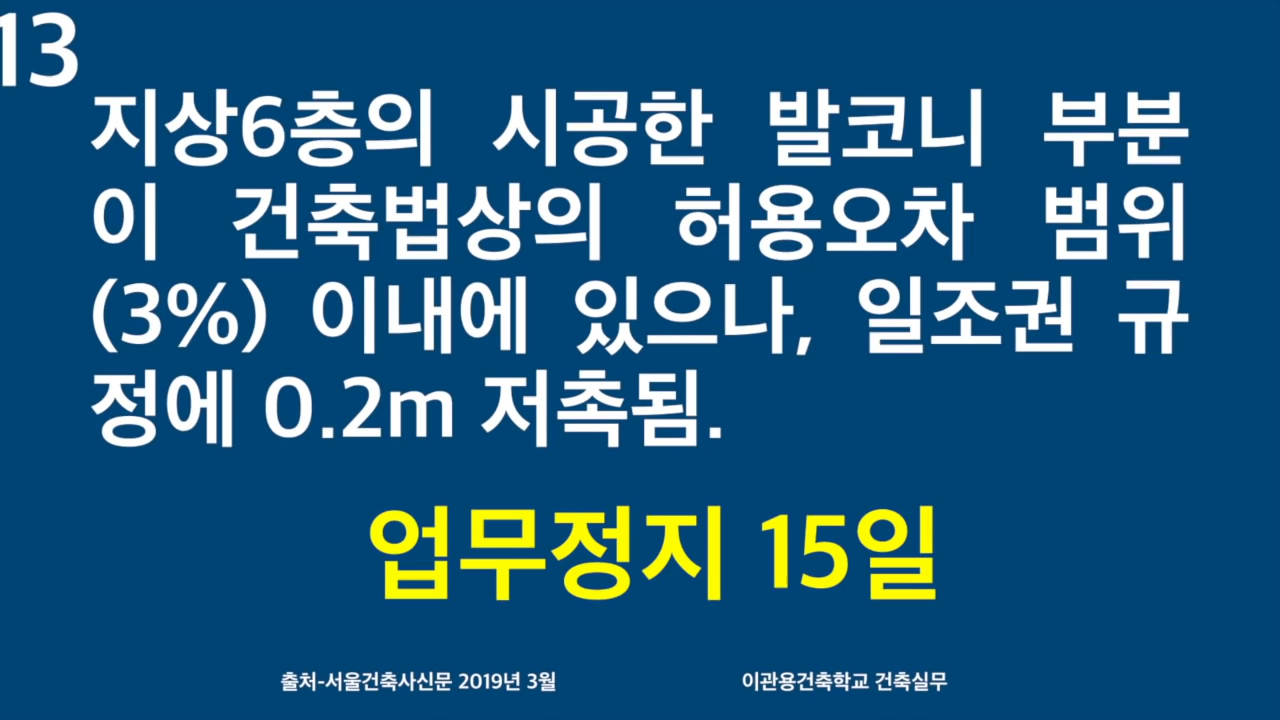 13
지상6층의 시공한 발코니 부분
이 건축법상의 허용오차 범위
(3%) 이내에 있으나, 일조권 규
정에 0.2m 저촉됨.
업무정지 15일
출처-서울건축사신문 2019년 3월
이관용건축학교 건축실무